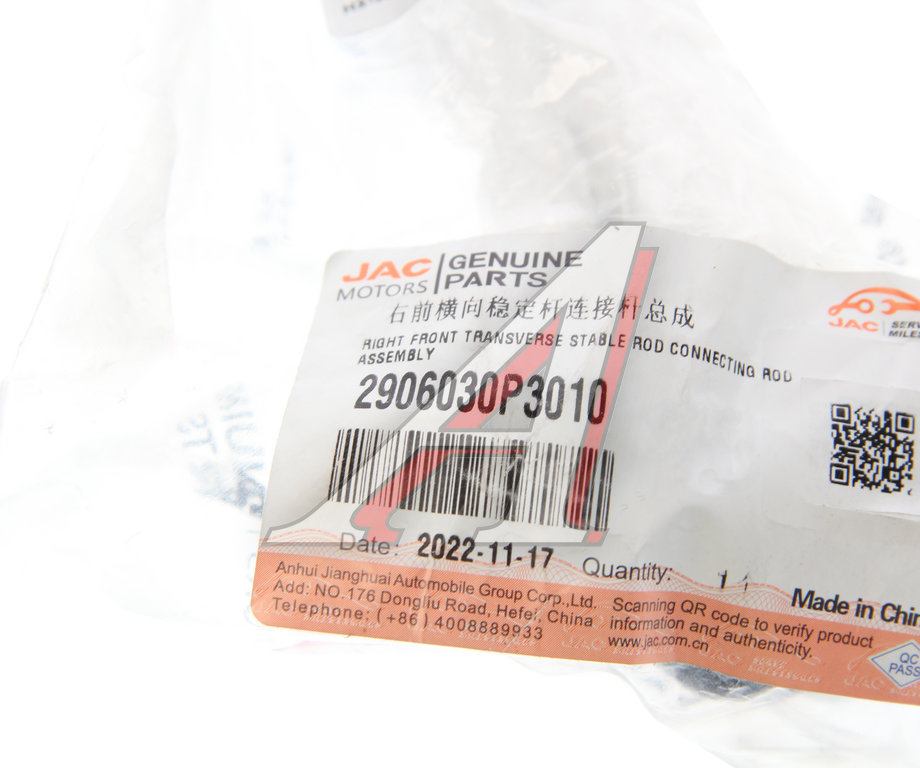 JAC MOTORS GENUINE PARTS
右前横向稳定杆连接杆总成
RIGHT FRONT TRANSVERSE STABLE ROD CONNECTING ROD
ASSEMBLY
2906030P3010
JAC
Date: 2022-11-17 Quantity: 1
Made in
Anhui Jianghuai Automobile Group Corp.,Ltd.
Add: NO.176 Dongliu Road, Hefei, China
Telephone: (+86)4008889933
Scanning QR code to verify product
information and authenticity.
www.jac.com.cn
QC
PASS